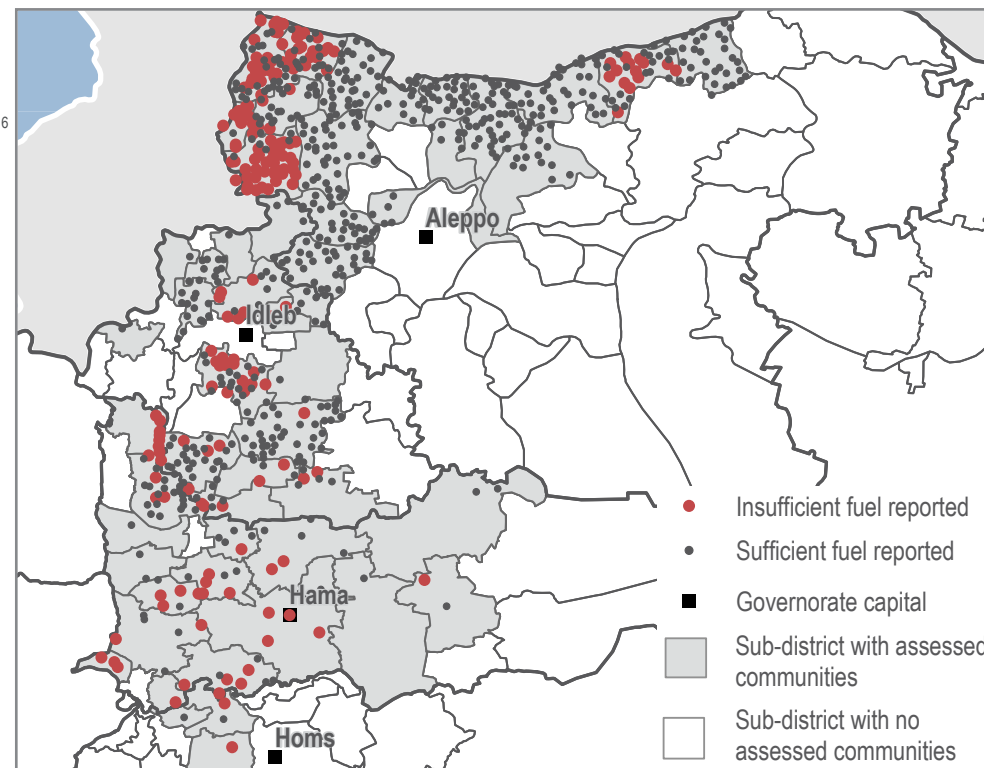 6
Aleppo
Idleb
Hama
Homs
Insufficient fuel reported
Sufficient fuel reported
Governorate capital
Sub-district with assessed
communities
Sub-district with no
assessed communities